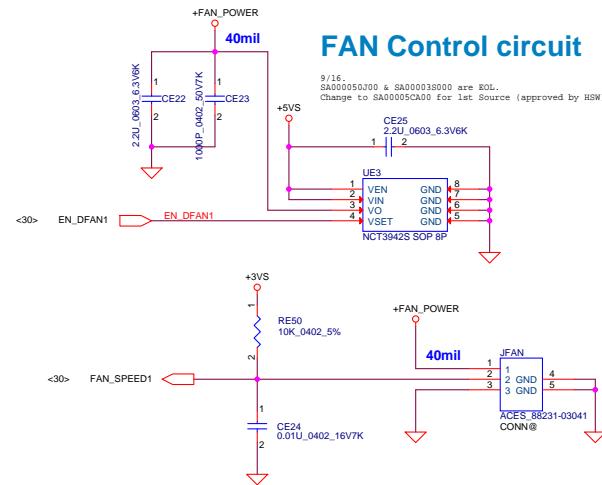 +FAN_POWER
40mil
FAN Control circuit
9/16.
SA000050J00 & SA00003S000 are EOL.
Change to SA00005CA00 for 1st Source (approved by HSW
1
CE22
2
2.2U_0603_6.3V6K
1
CE23
2
1000P_0402_50V7K
+5VS
CE25
2.2U_0603_6.3V6K
1 2
UE3
1 VEN GND 8
2 VIN GND 7
3 VO GND 6
4 VSET GND 5
NCT3942S SOP 8P
<30> EN_DFAN1 EN_DFAN1
+3VS
1
RE50
10K_0402_5%
2
+FAN_POWER
40mil
JFAN
1 1
2 2 GND 4
3 3 GND 5
ACES_88231-03041
CONN@
<30> FAN_SPEED1
1
CE24
0.01U_0402_16V7K
2